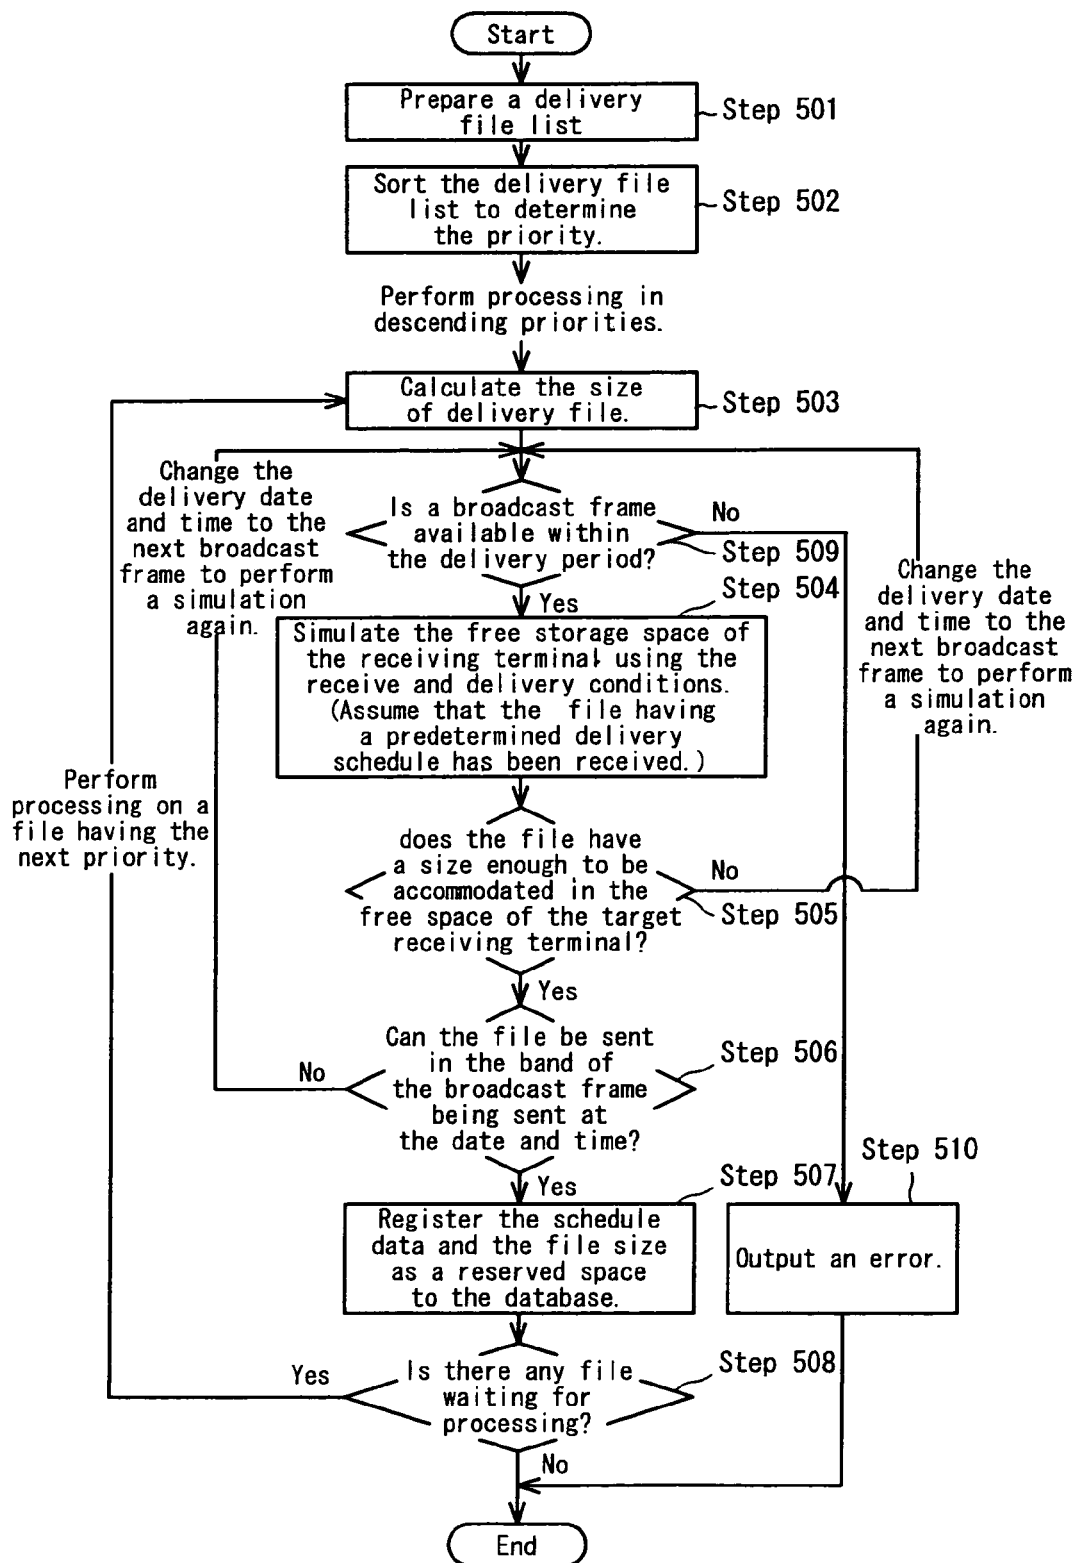 Start
Prepare a delivery
file list
Step 501
Sort the delivery file
list to determine
the priority.
Step 502
Perform processing in
descending priorities.
Calculate the size
of delivery file.
Step 503
Change the
delivery date
and time to the
next broadcast
frame to perform
a simulation
again.
Is a broadcast frame
available within
the delivery period?
No
Step 509
Yes
Step 504
Simulate the free storage space of
the receiving terminal using the
receive and delivery conditions.
(Assume that the file having
a predetermined delivery
schedule has been received.)
Change the
delivery date
and time to the
next broadcast
frame to perform
a simulation
again.
Perform
processing on a
file having the
next priority.
does the file have
a size enough to be
accommodated in the
free space of the target
receiving terminal?
No
Step 505
Yes
Can the file be sent
in the band of
the broadcast frame
being sent at
the date and time?
Step 506
No
Yes
Step 507
Register the schedule
data and the file size
as a reserved space
to the database.
Step 510
Output an error.
Is there any file
waiting for
processing?
Step 508
Yes
No
End